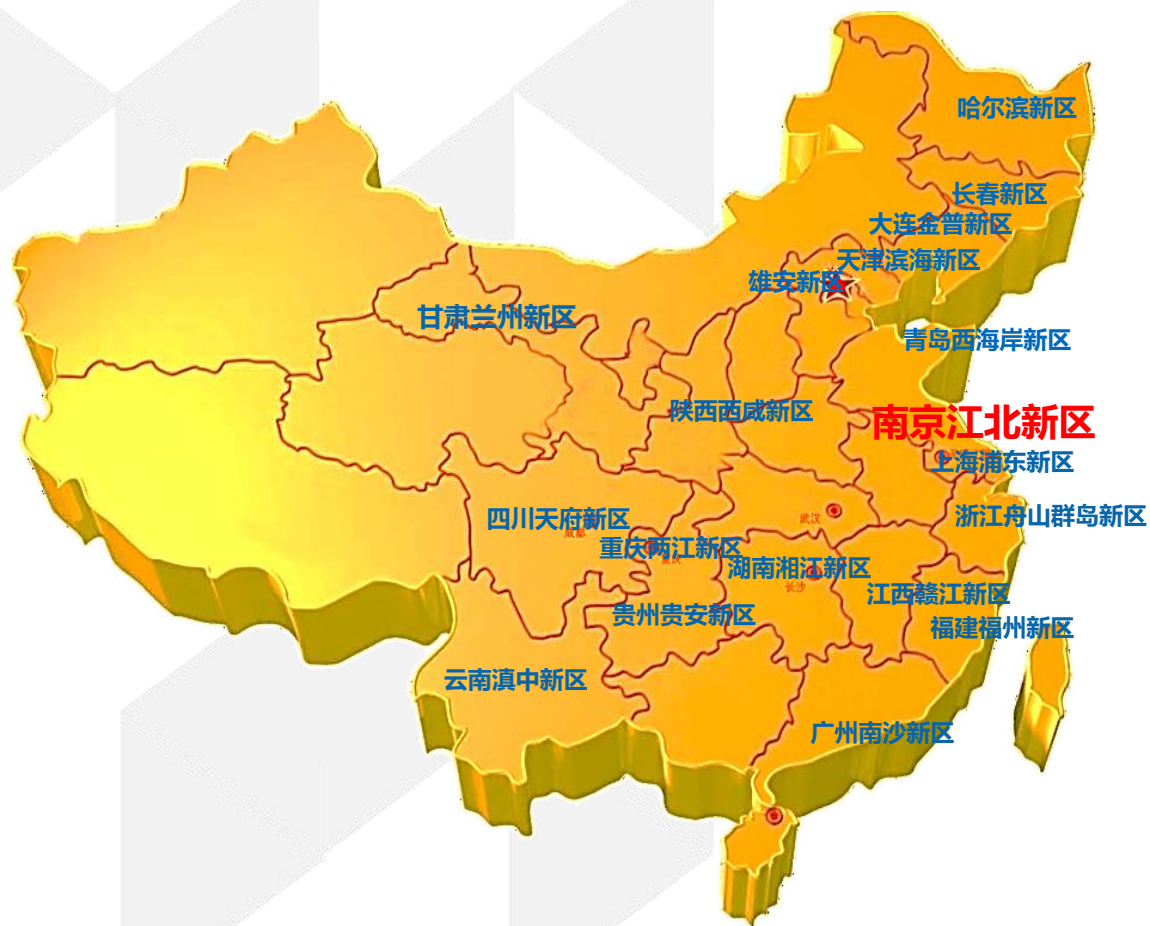 哈尔滨新区
长春新区
大连金普新区
天津滨海新区
雄安新区
甘肃兰州新区
青岛西海岸新区
陕西西咸新区
南京江北新区
上海浦东新区
武汉
浙江舟山群岛新区
四川天府新区
成都
重庆两江新区
重庆
湖南湘江新区
长沙
江西赣江新区
贵州贵安新区
福建福州新区
云南滇中新区
广州南沙新区